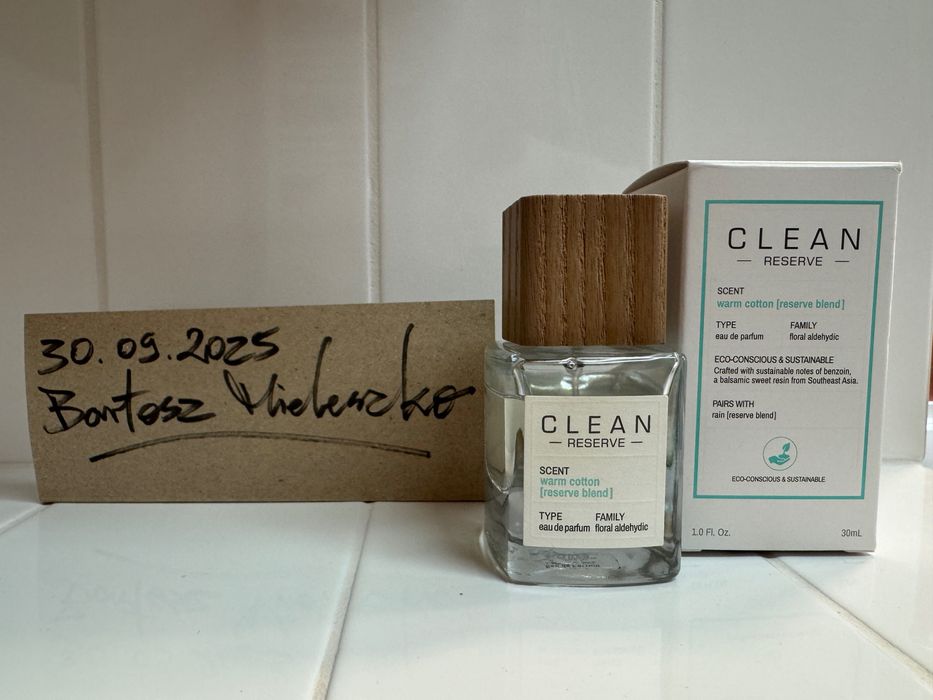 30.09.2025
Bartosz Mieleszko
CLEAN
— RESERVE —
SCENT
warm cotton
[reserve blend]
TYPE FAMILY
eau de parfum floral aldehydic
CLEAN
— RESERVE —
SCENT
warm cotton [reserve blend]
TYPE FAMILY
eau de parfum floral aldehydic
ECO-CONSCIOUS & SUSTAINABLE
Crafted with sustainable notes of benzoin,
a balsamic sweet resin from Southeast Asia.
PAIRS WITH
rain [reserve blend]
ECO-CONSCIOUS & SUSTAINABLE
1.0 Fl. Oz. 30mL